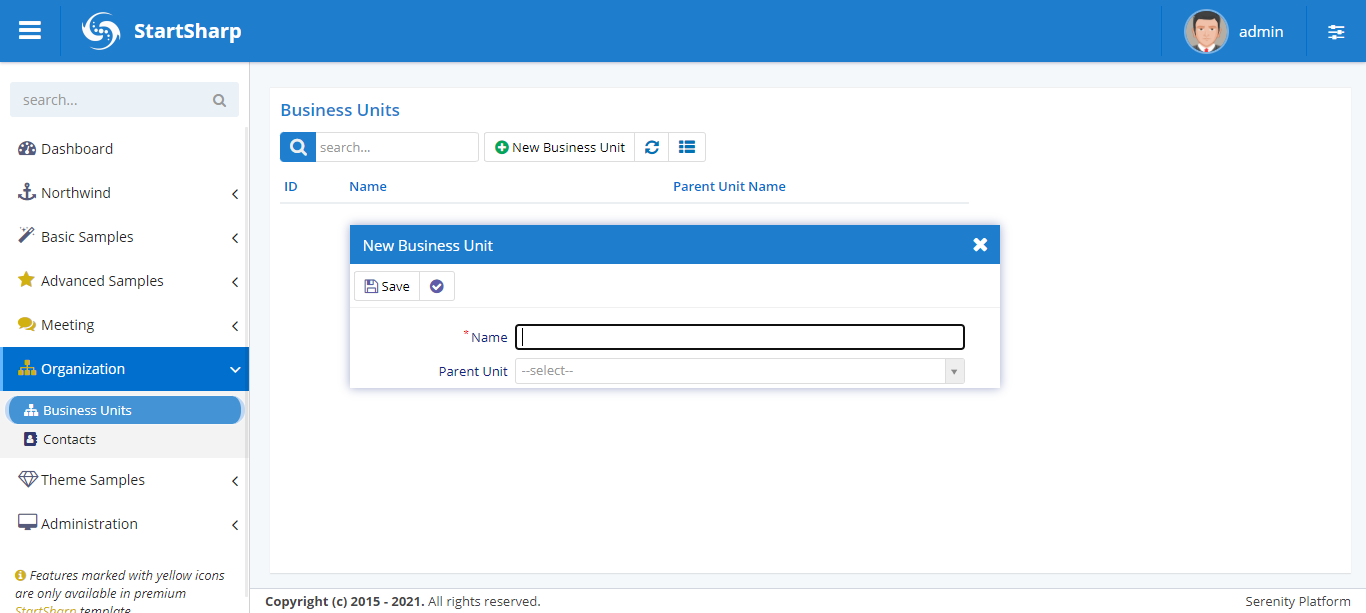 StartSharp
admin
search...
Dashboard
Northwind
Basic Samples
Advanced Samples
Meeting
Organization
Business Units
Contacts
Theme Samples
Administration
Features marked with yellow icons
are only available in premium
StartSharp template
Business Units
search...
New Business Unit
ID Name Parent Unit Name
New Business Unit
Save
*Name
Parent Unit --select--
Copyright (c) 2015 - 2021. All rights reserved.
Serenity Platform